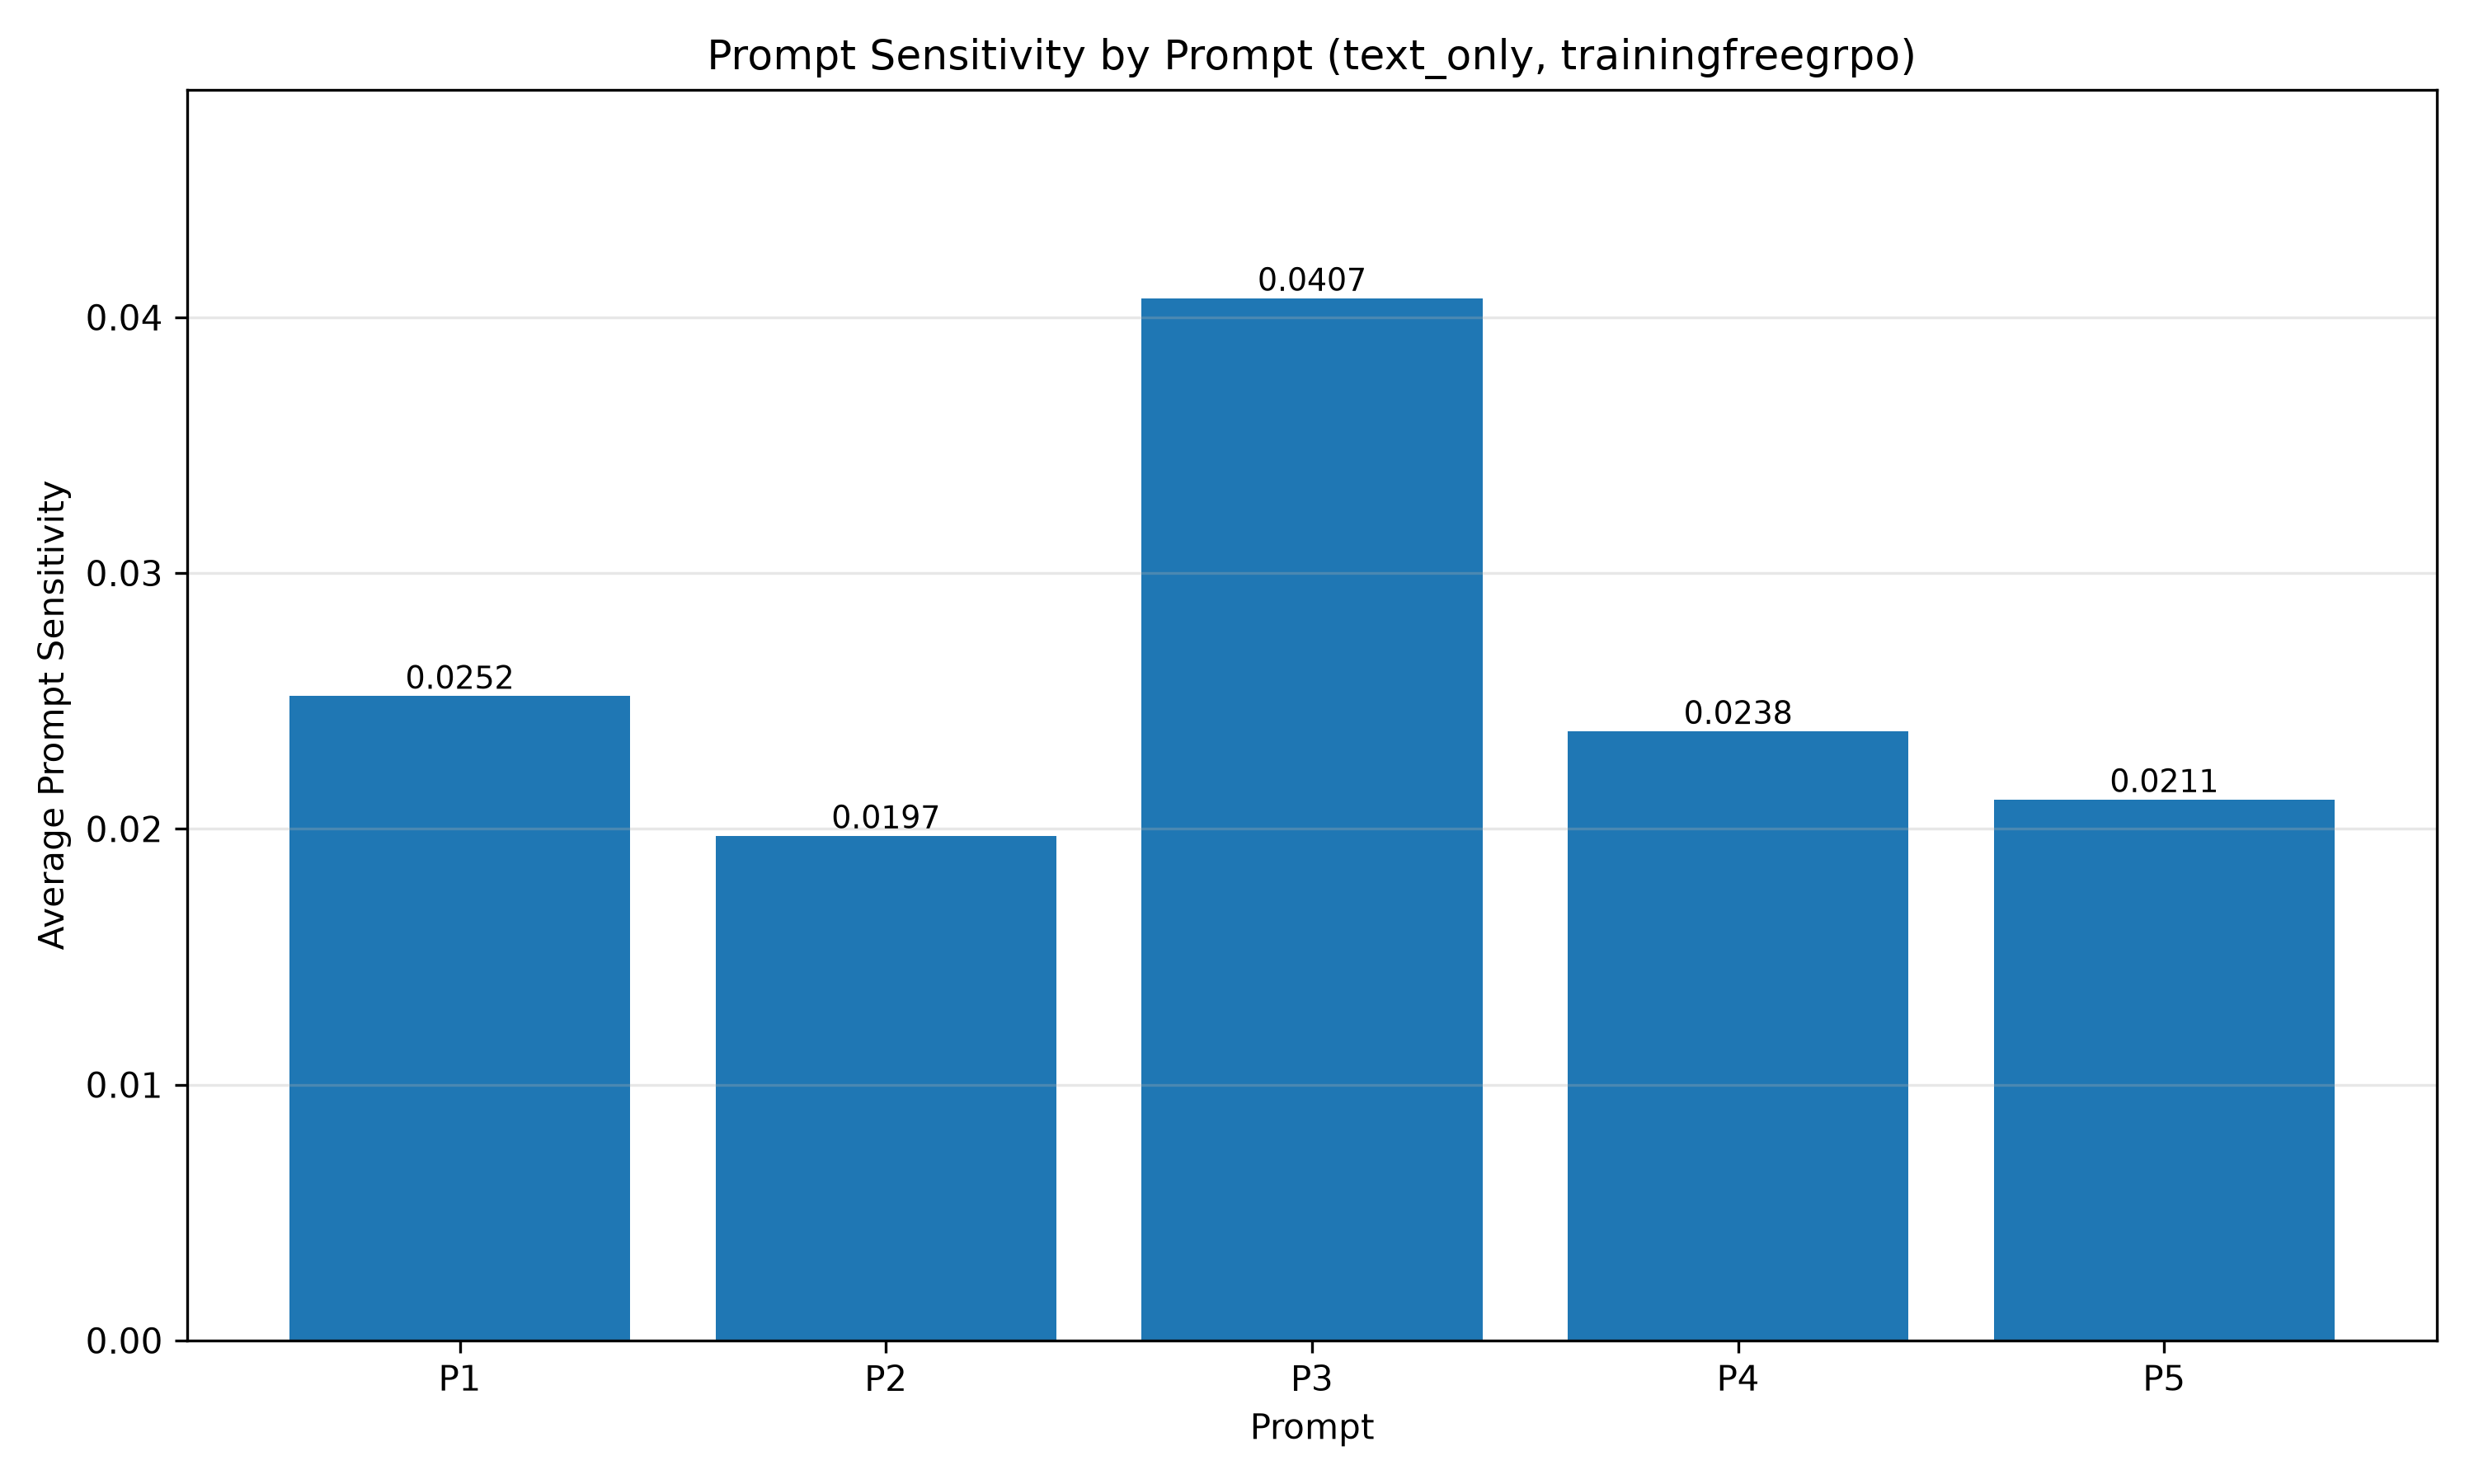 Prompt Sensitivity by Prompt (text_only, trainingfreegrpo)
Average Prompt Sensitivity
0.04
0.03
0.02
0.01
0.00
0.0252
0.0197
0.0407
0.0238
0.0211
P1
P2
P3
P4
P5
Prompt